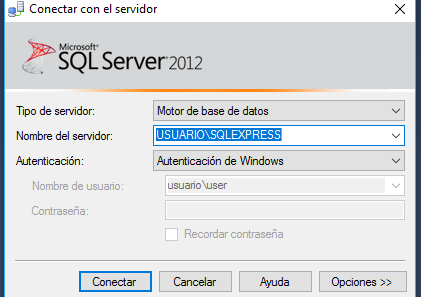 Conectar con el servidor
Microsoft
SQL Server 2012
Tipo de servidor: Motor de base de datos
Nombre del servidor: USUARIO\SQLEXPRESS
Autenticación: Autenticación de Windows
Nombre de usuario: usuario\user
Contraseña:
Recordar contraseña
Conectar Cancelar Ayuda Opciones >>